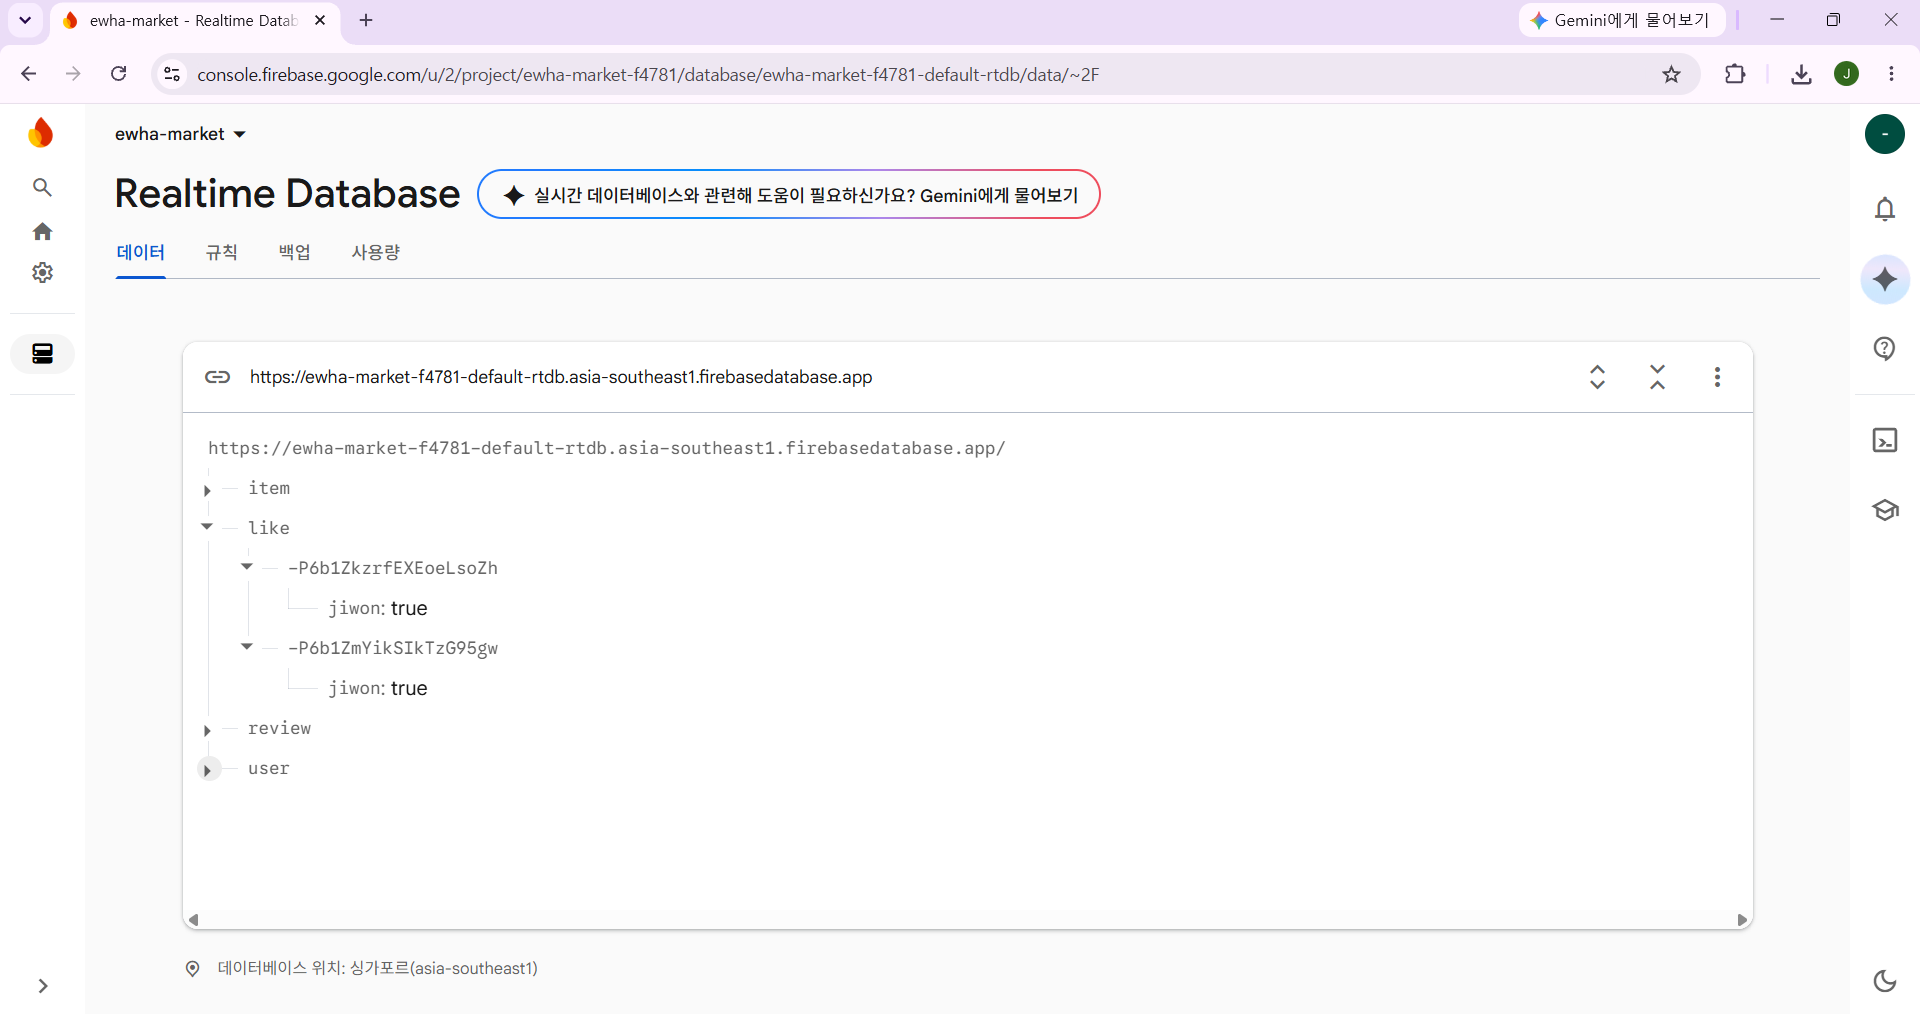 ewha-market - Realtime Datab
Gemini에게 물어보기
console.firebase.google.com/u/2/project/ewha-market-f4781/database/ewha-market-f4781-default-rtdb/data/~2F
J
ewha-market
-
Realtime Database
실시간 데이터베이스와 관련해 도움이 필요하신가요? Gemini에게 물어보기
데이터 규칙 백업 사용량
https://ewha-market-f4781-default-rtdb.asia-southeast1.firebasedatabase.app
https://ewha-market-f4781-default-rtdb.asia-southeast1.firebasedatabase.app/
item
like
-P6b1ZkzrfEXEoeLsoZh
jiwon: true
-P6b1ZmYikSIkTzG95gw
jiwon: true
review
user
데이터베이스 위치: 싱가포르(asia-southeast1)